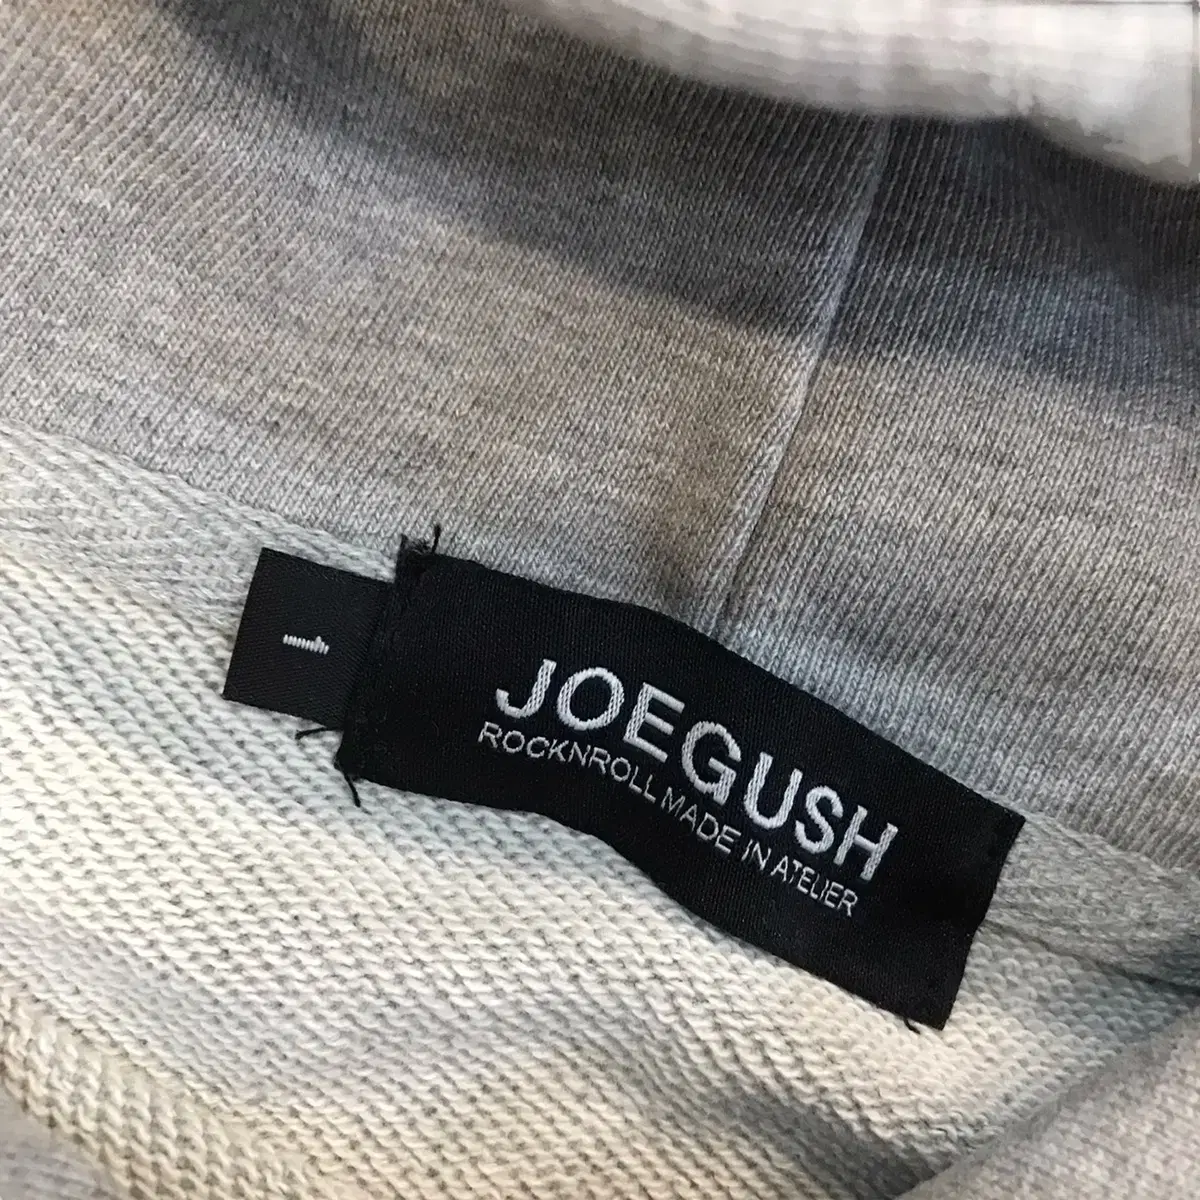 1
JOEGUSH
ROCKNROLL MADE IN ATELIER